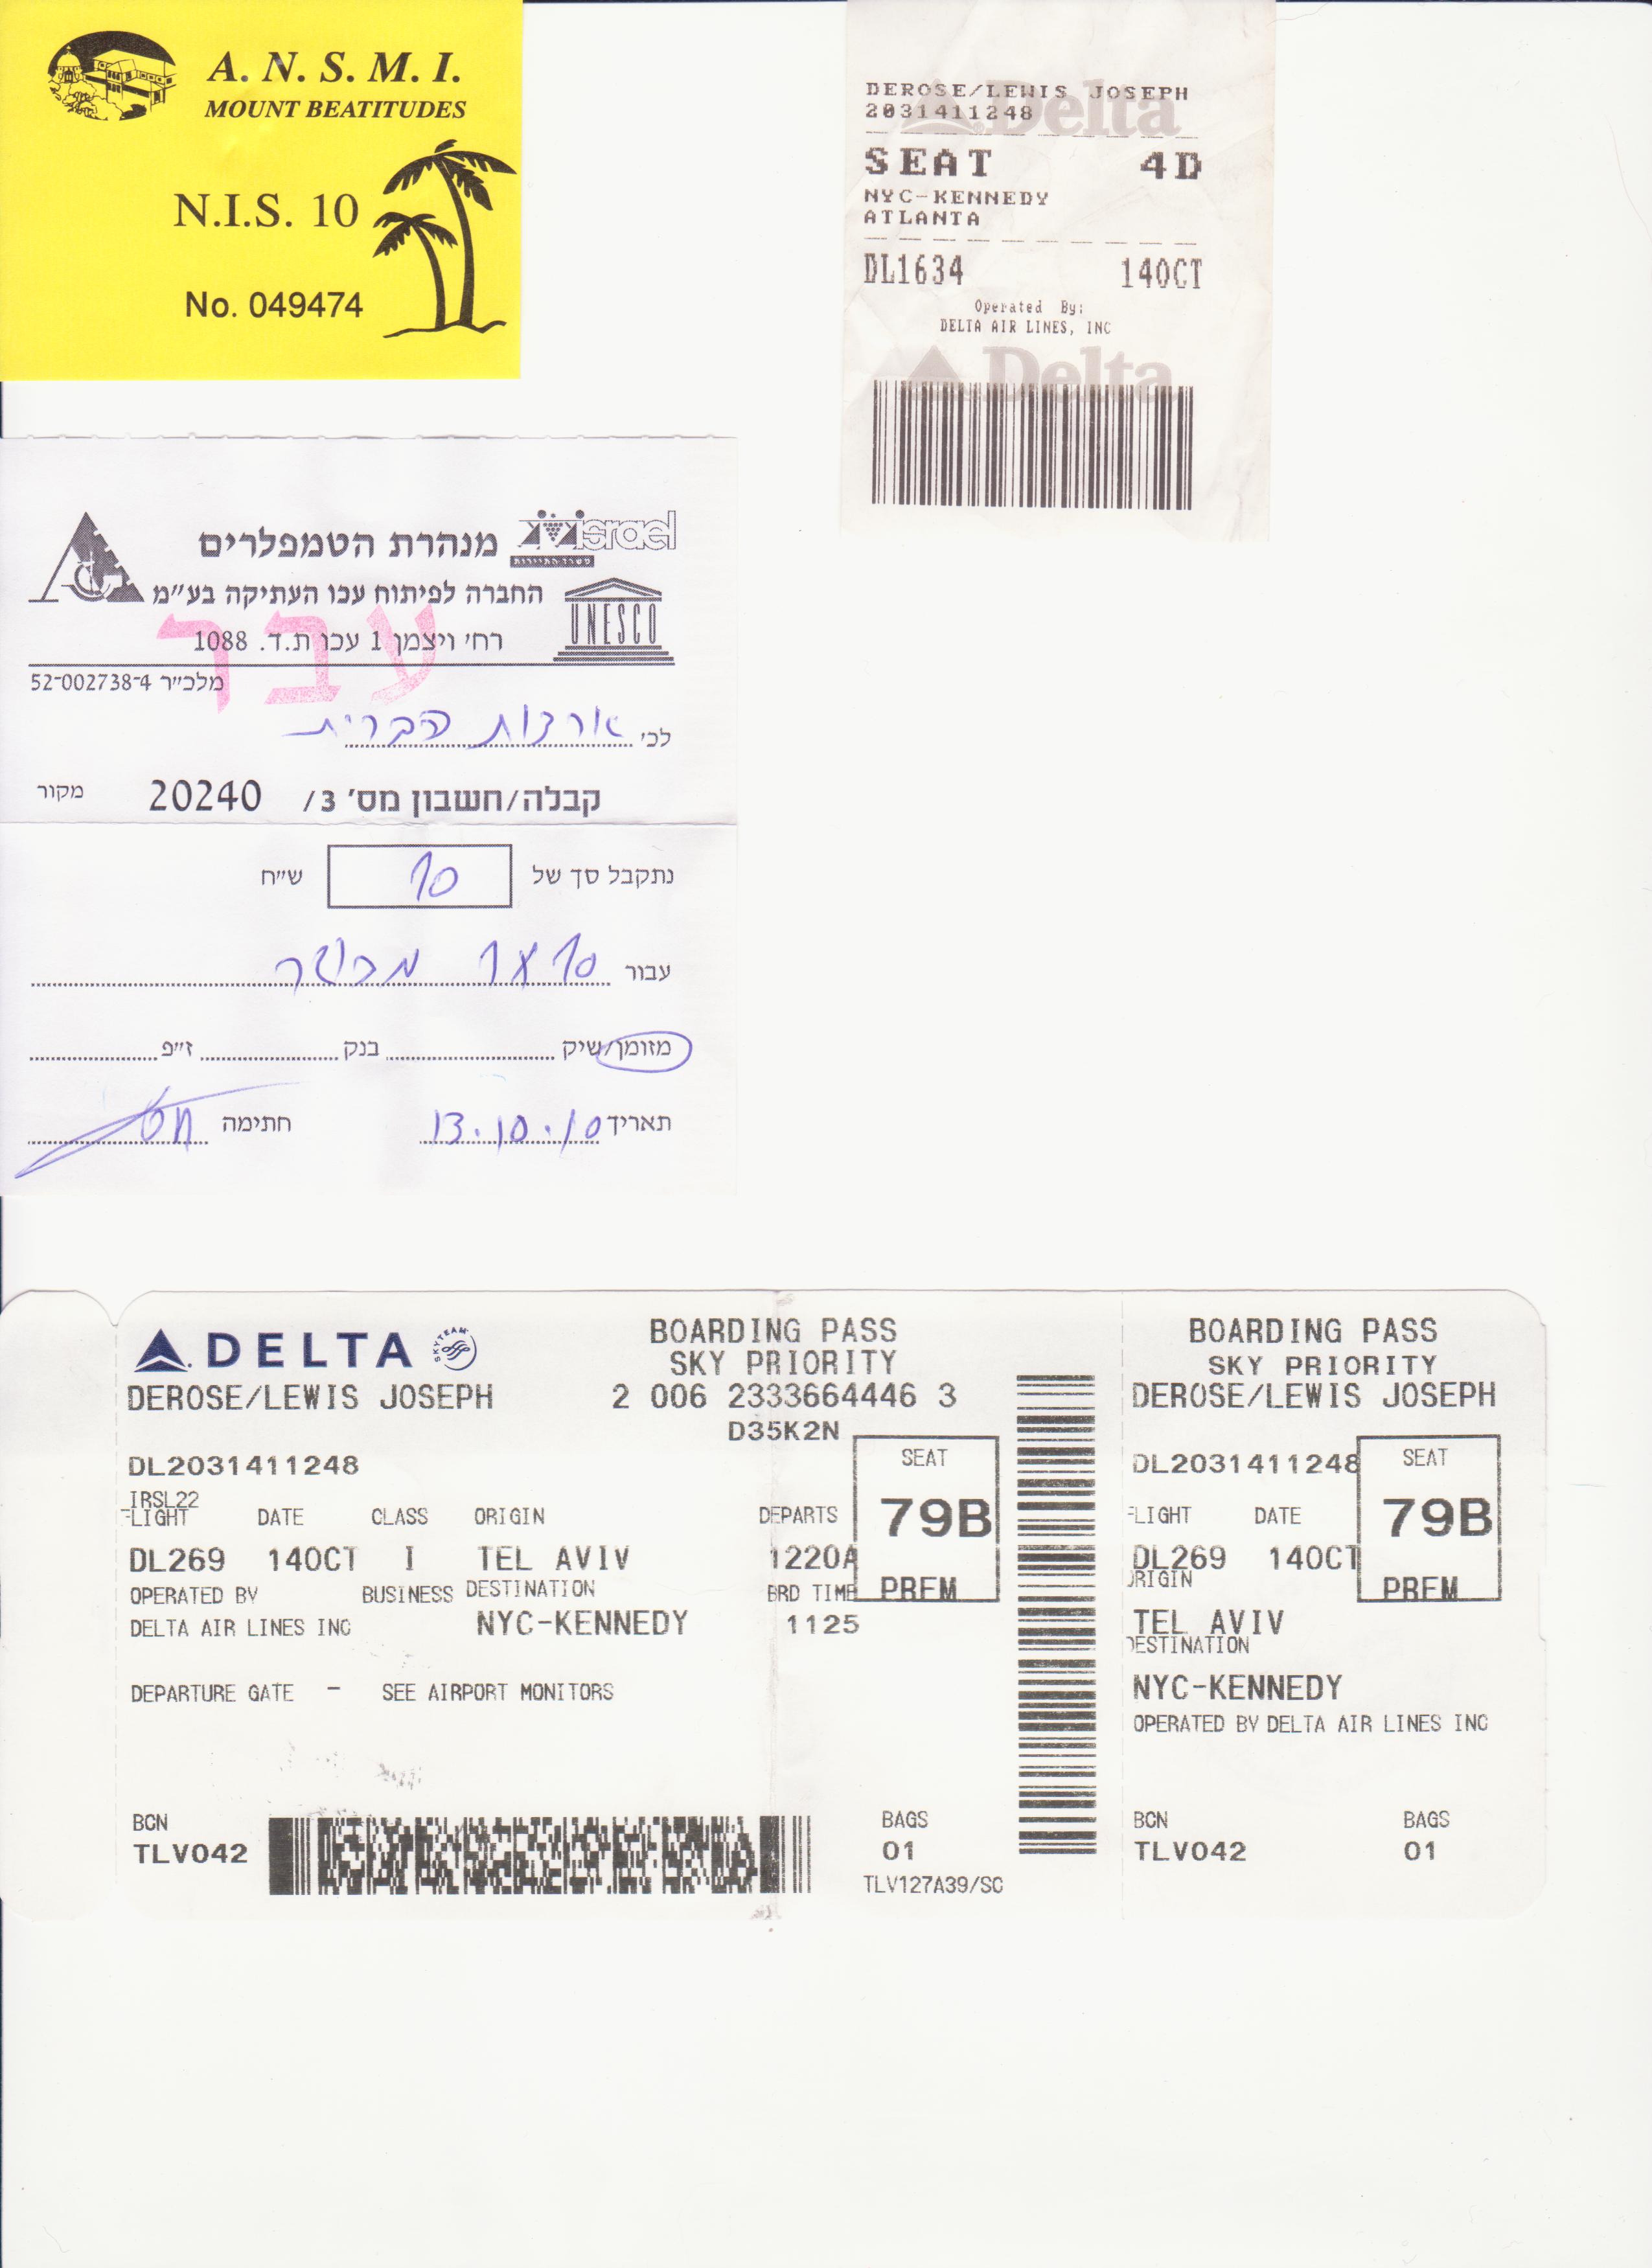 A. N. S. M. I.
MOUNT BEATITUDES
N.I.S. 10
No. 049474
Delta
DEROSE/LEWIS JOSEPH
2031411248
SEAT 4D
NYC-KENNEDY
ATLANTA
DL1634 14OCT
Operated By:
DELTA AIR LINES, INC
Delta
israel
משרד התיירות
מנהרת הטמפלרים
החברה לפיתוח עכו העתיקה בע"מ
UNESCO
רח' ויצמן 1 עכו ת.ד. 1088
עבר
מלכ"ר 52-002738-4
לכ' ארצות הברית
קבלה/חשבון מס' 3/ 20240 מקור
נתקבל סך של 10 ש"ח
עבור 10 x 1
מזומן/שיק בנק ז"פ
תאריך 13.10.10 חתימה
DELTA SKYTEAM
BOARDING PASS
SKY PRIORITY
DEROSE/LEWIS JOSEPH 2 006 2333664446 3
D35K2N
DL2031411248
IRSL22
FLIGHT DATE CLASS ORIGIN DEPARTS SEAT
DL269 14OCT I TEL AVIV 1220A 79B
OPERATED BY BUSINESS DESTINATION BRD TIME PREM
DELTA AIR LINES INC NYC-KENNEDY 1125
DEPARTURE GATE - SEE AIRPORT MONITORS
BCN BAGS
TLV042 01
TLV127A39/SC
BOARDING PASS
SKY PRIORITY
DEROSE/LEWIS JOSEPH
DL2031411248 SEAT
FLIGHT DATE 79B
DL269 14OCT PREM
ORIGIN
TEL AVIV
DESTINATION
NYC-KENNEDY
OPERATED BY DELTA AIR LINES INC
BCN BAGS
TLV042 01